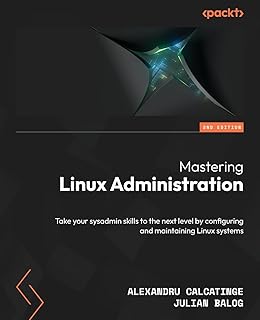 <packt>
2ND EDITION
Mastering
Linux Administration
Take your sysadmin skills to the next level by configuring
and maintaining Linux systems
ALEXANDRU CALCATINGE
JULIAN BALOG